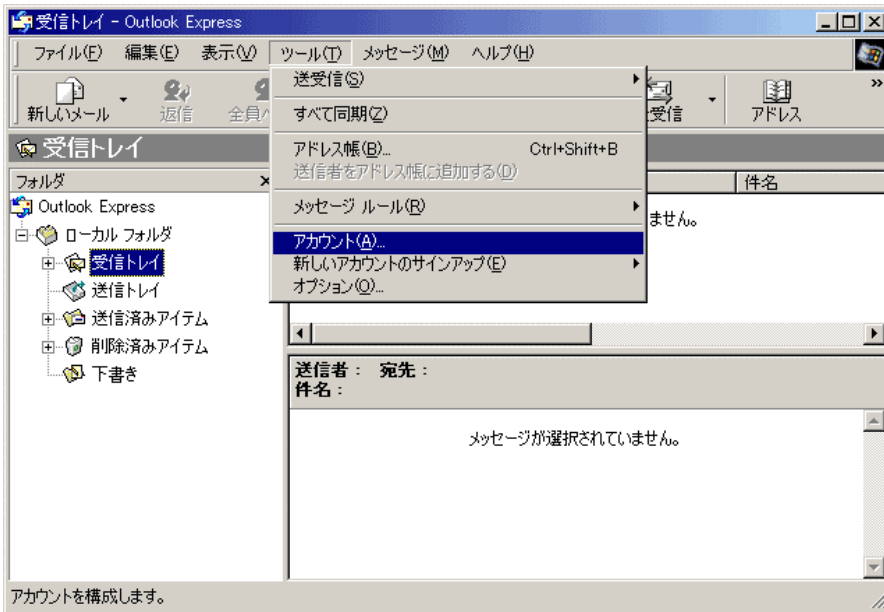 受信トレイ - Outlook Express
ファイル(F) 編集(E) 表示(V) ツール(T) メッセージ(M) ヘルプ(H)
新しいメール 返信 全員へ 受信 アドレス »
送受信(S)
すべて同期(Z)
アドレス帳(B)... Ctrl+Shift+B
送信者をアドレス帳に追加する(D)
メッセージ ルール(R)
アカウント(A)...
新しいアカウントのサインアップ(E)
オプション(O)...
受信トレイ
フォルダ
件名
Outlook Express
ローカル フォルダ
受信トレイ
送信トレイ
送信済みアイテム
削除済みアイテム
下書き
ません。
送信者: 宛先:
件名:
メッセージが選択されていません。
アカウントを構成します。